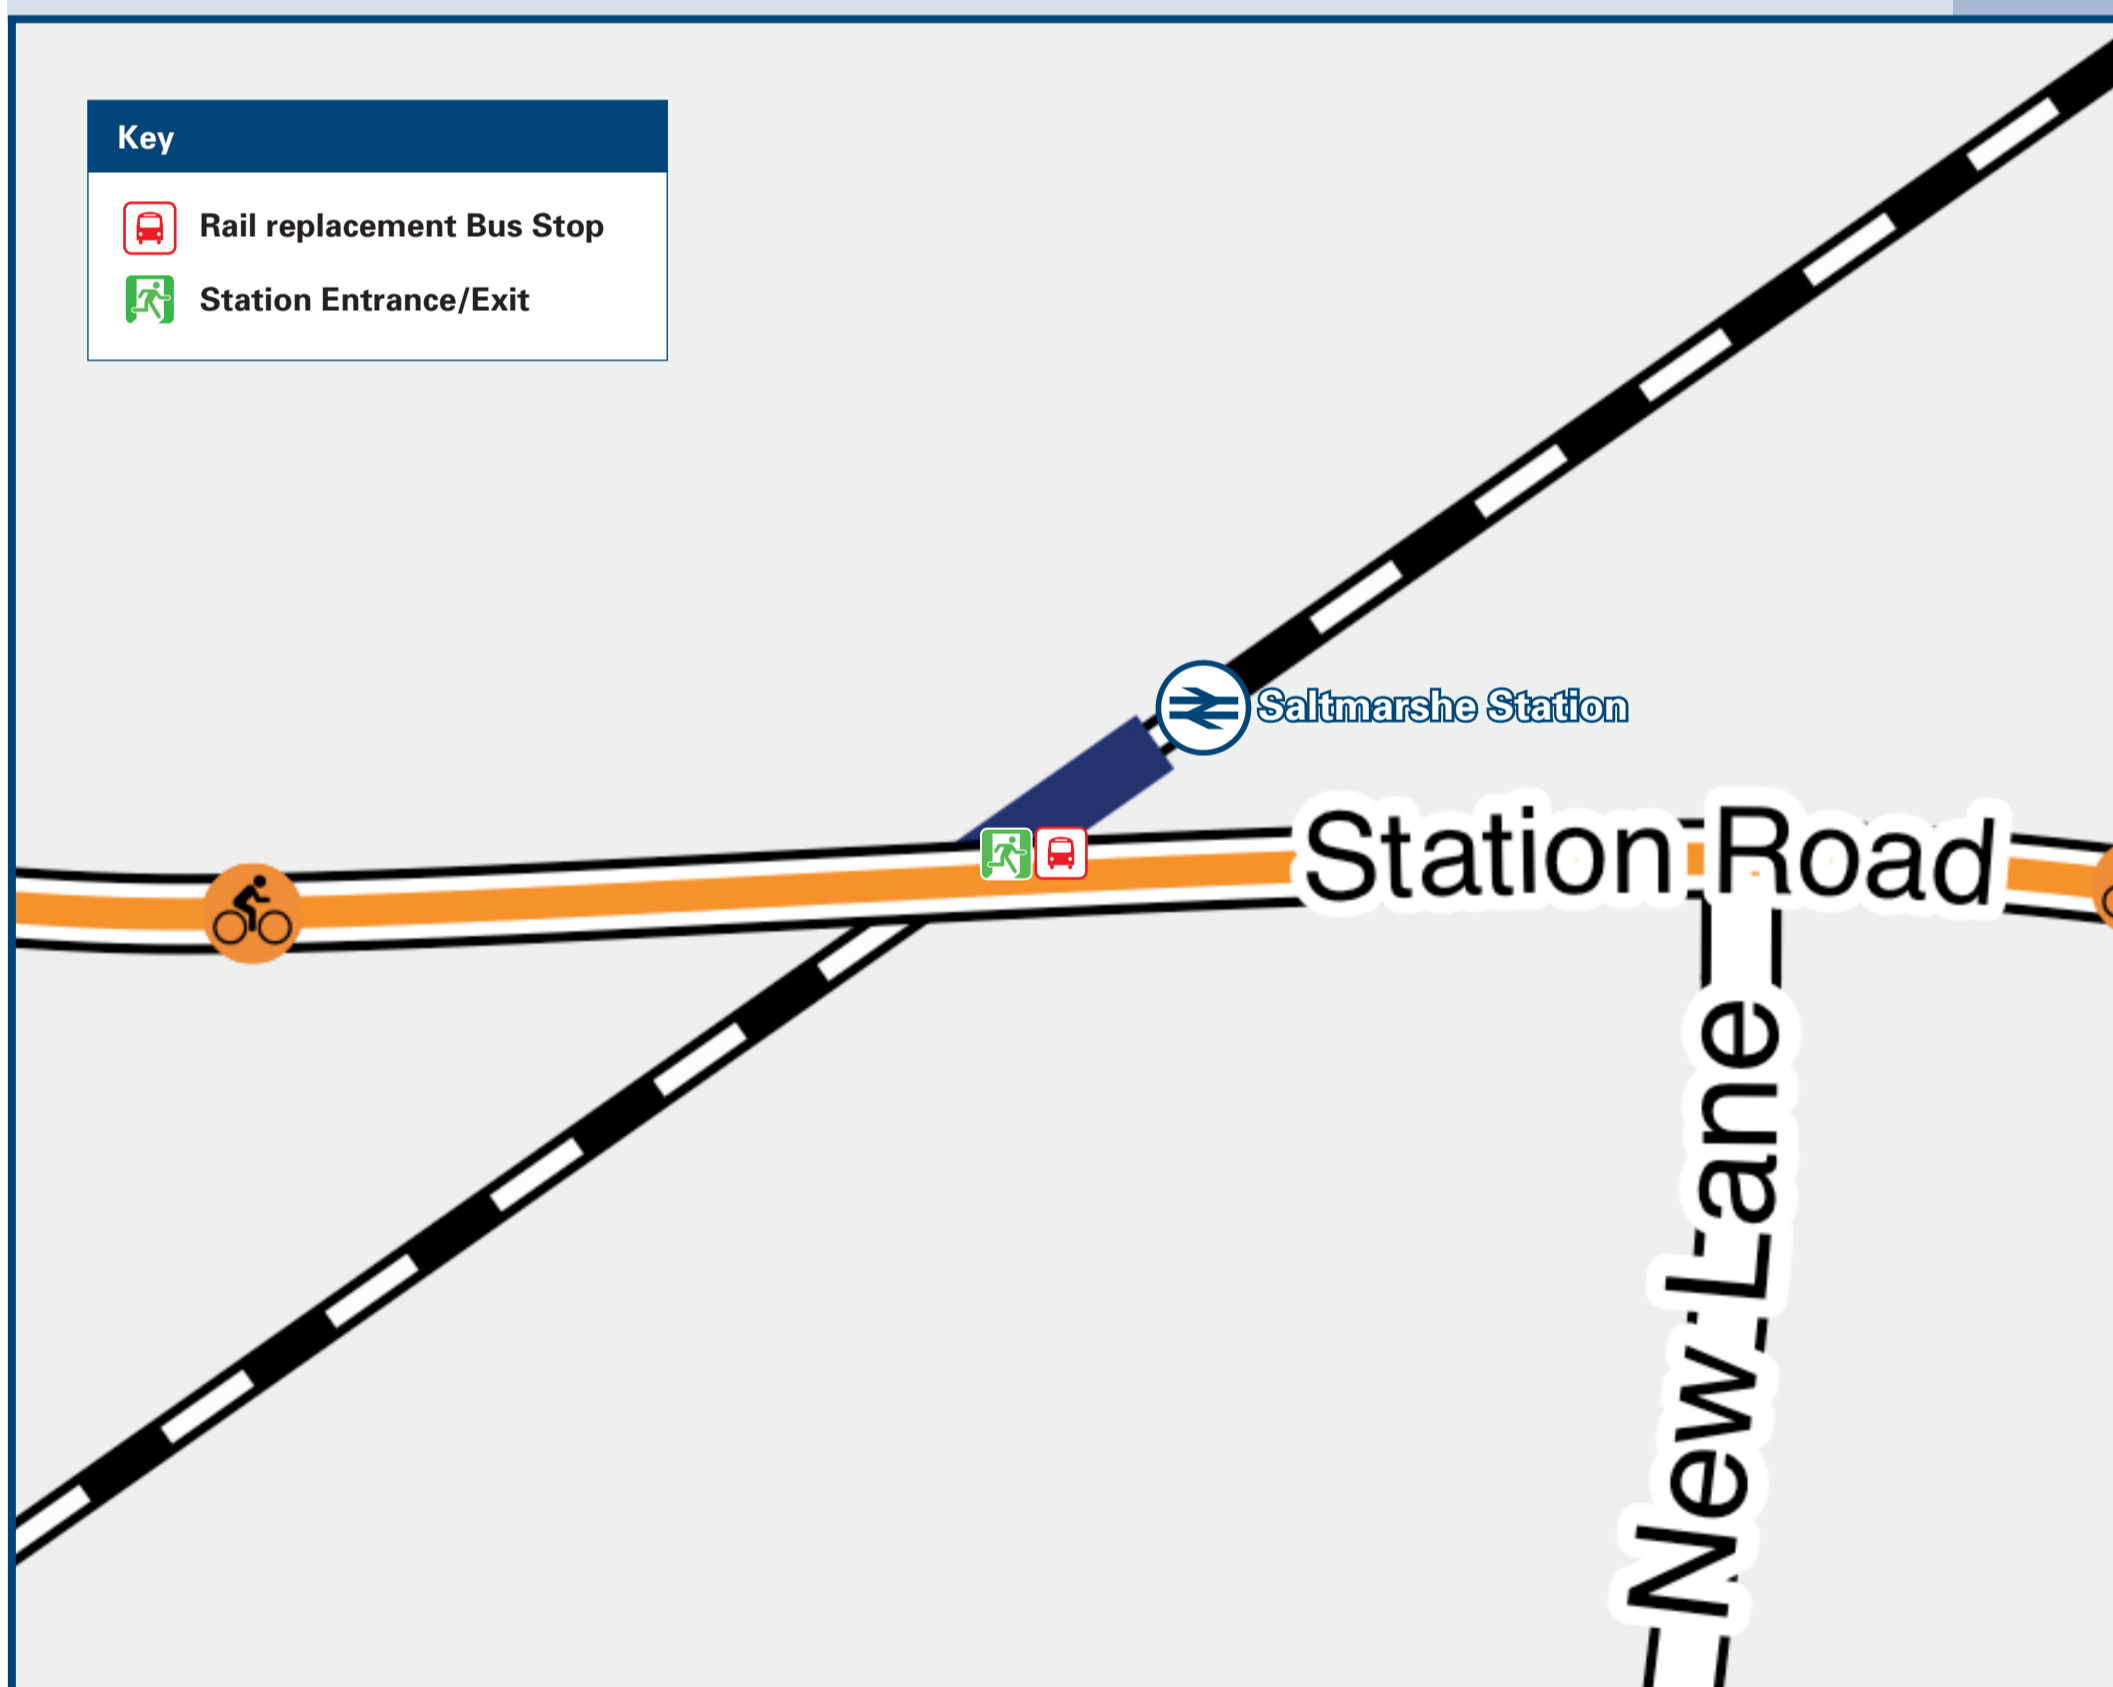 Key
Rail replacement Bus Stop
Station Entrance/Exit
Saltmarshe Station
Station Road
New Lane